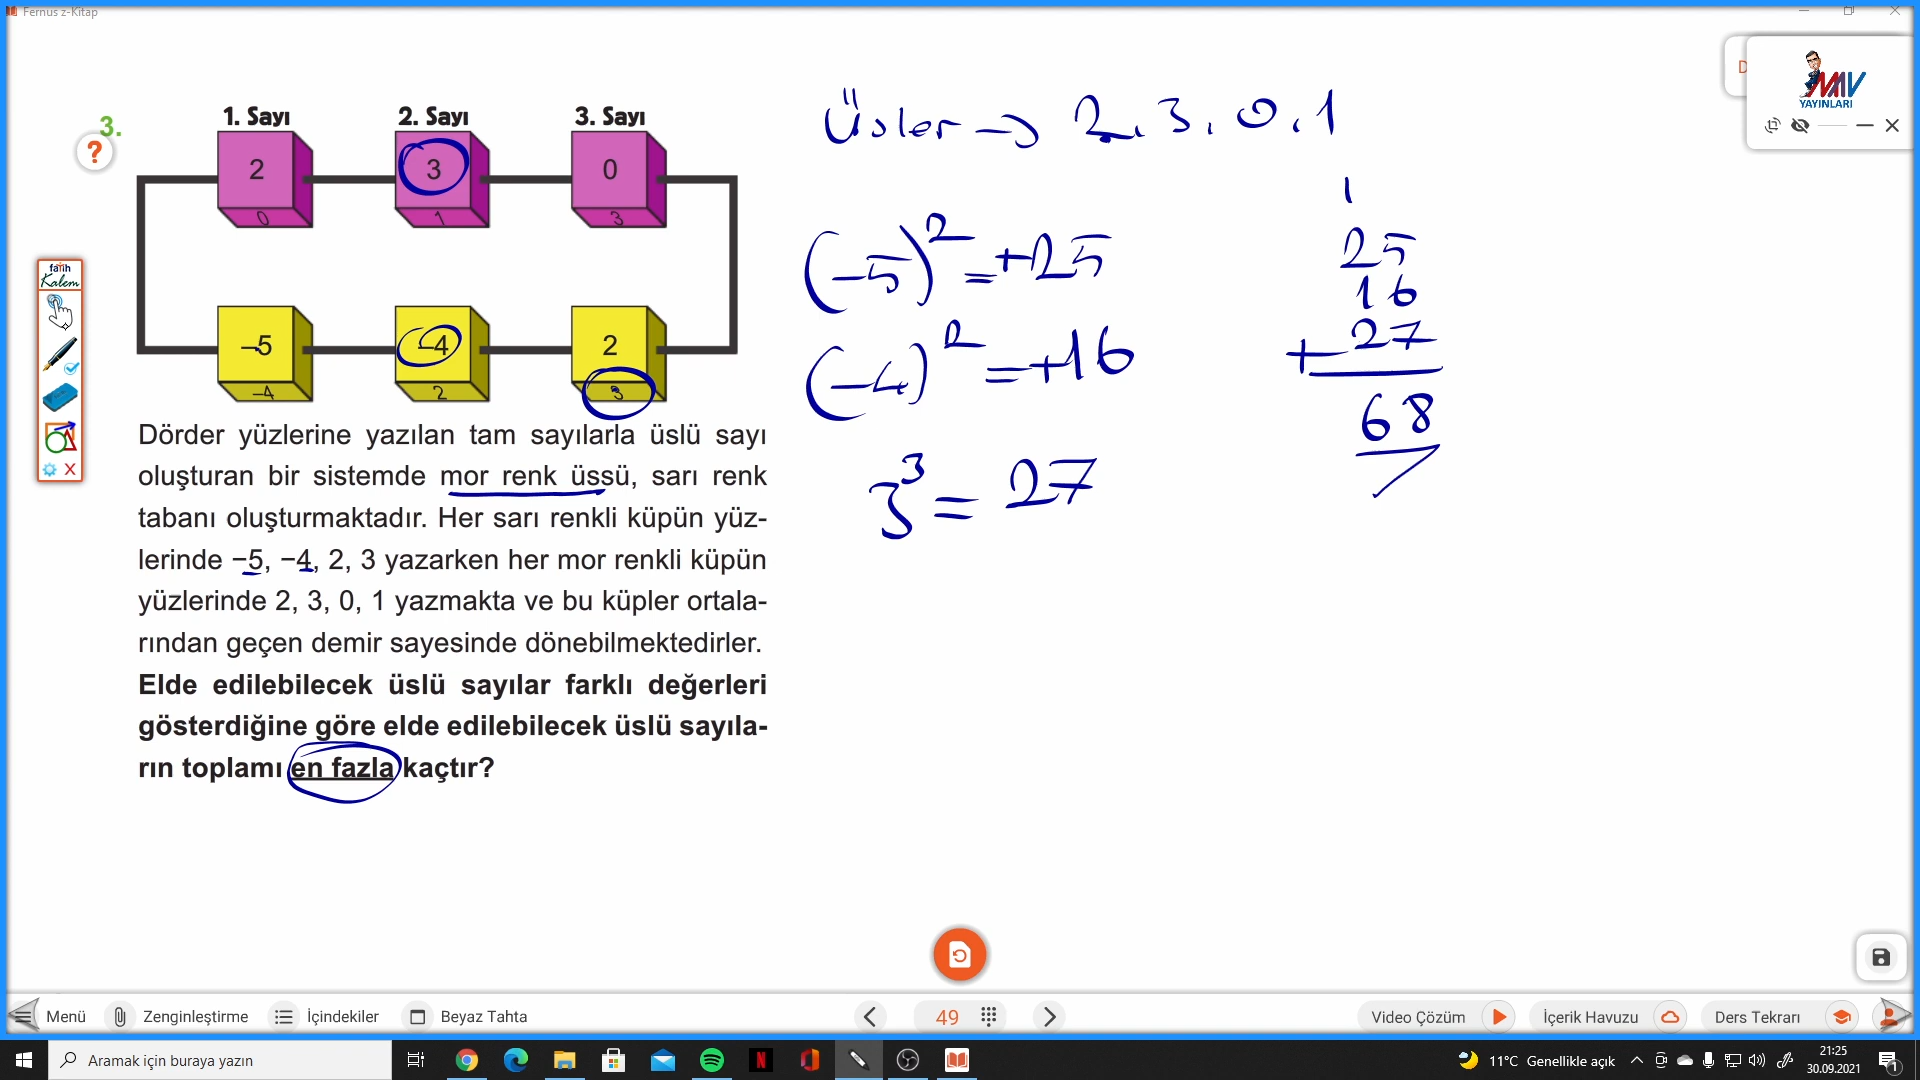 Fernus z-Kitap
MAV
YAYINLARI
3.
?
1. Sayı 2. Sayı 3. Sayı
2 3 0
0 1 3
–5 –4 2
–4 2 3
fatih
Kalem
Dörder yüzlerine yazılan tam sayılarla üslü sayı
oluşturan bir sistemde mor renk üssü, sarı renk
tabanı oluşturmaktadır. Her sarı renkli küpün yüz-
lerinde −5, −4, 2, 3 yazarken her mor renkli küpün
yüzlerinde 2, 3, 0, 1 yazmakta ve bu küpler ortala-
rından geçen demir sayesinde dönebilmektedirler.
Elde edilebilecek üslü sayılar farklı değerleri
gösterdiğine göre elde edilebilecek üslü sayıla-
rın toplamı en fazla kaçtır?
Üsler → 2, 3, 0, 1
(−5)² = +25
(−4)² = +16
3³ = 27
1
25
16
+ 27
68
Menü Zenginleştirme İçindekiler Beyaz Tahta 49 Video Çözüm İçerik Havuzu Ders Tekrarı
Aramak için buraya yazın 11°C Genellikle açık 21:25
30.09.2021
1